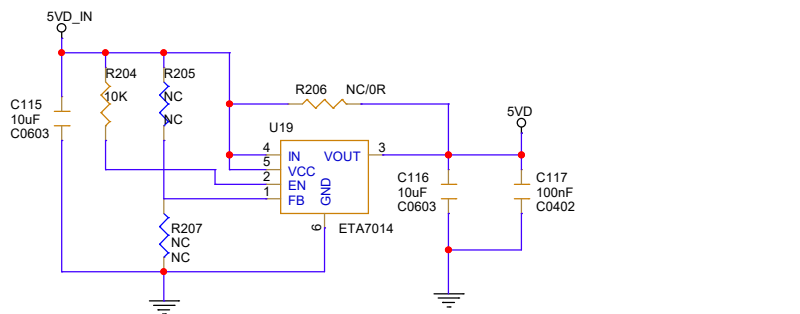 5VD_IN
R204
10K
R205
NC
NC
R206
NC/0R
C115
10uF
C0603
U19
5VD
4
IN
VOUT
3
5
VCC
2
EN
1
FB
GND
6
ETA7014
R207
NC
NC
C116
10uF
C0603
C117
100nF
C0402